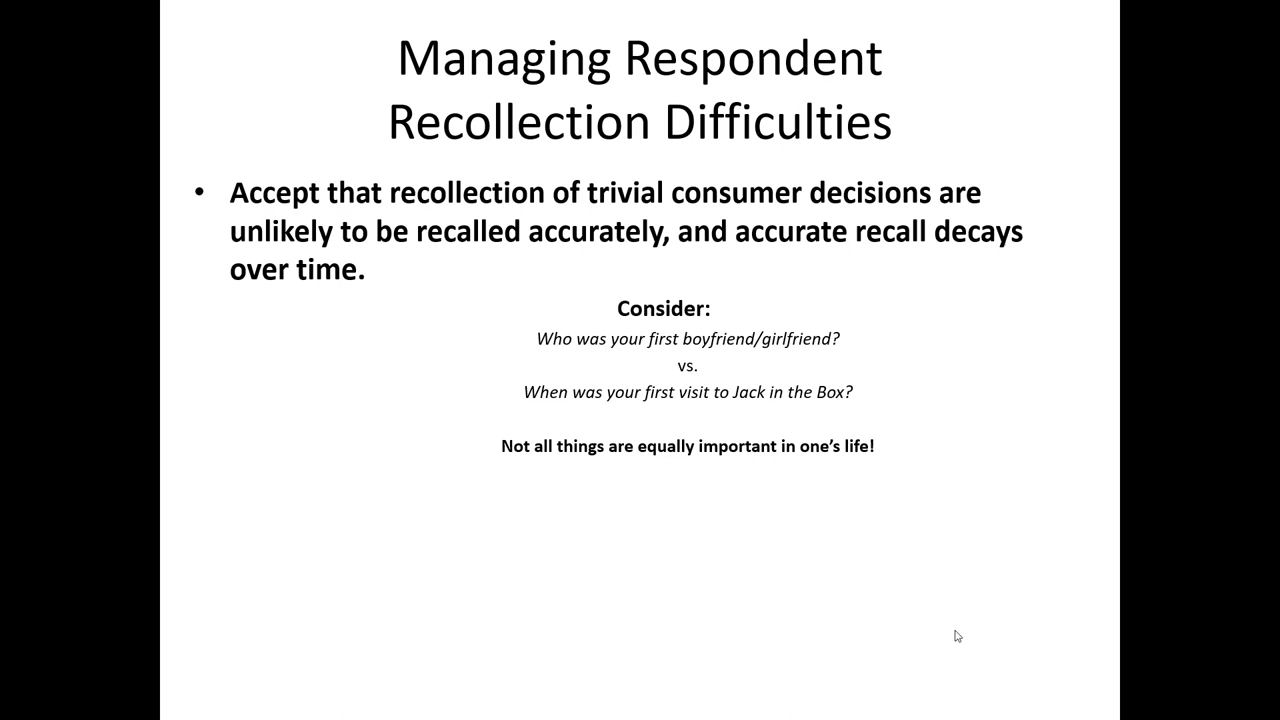 Managing Respondent
Recollection Difficulties
• Accept that recollection of trivial consumer decisions are
unlikely to be recalled accurately, and accurate recall decays
over time.
Consider:
Who was your first boyfriend/girlfriend?
vs.
When was your first visit to Jack in the Box?
Not all things are equally important in one’s life!